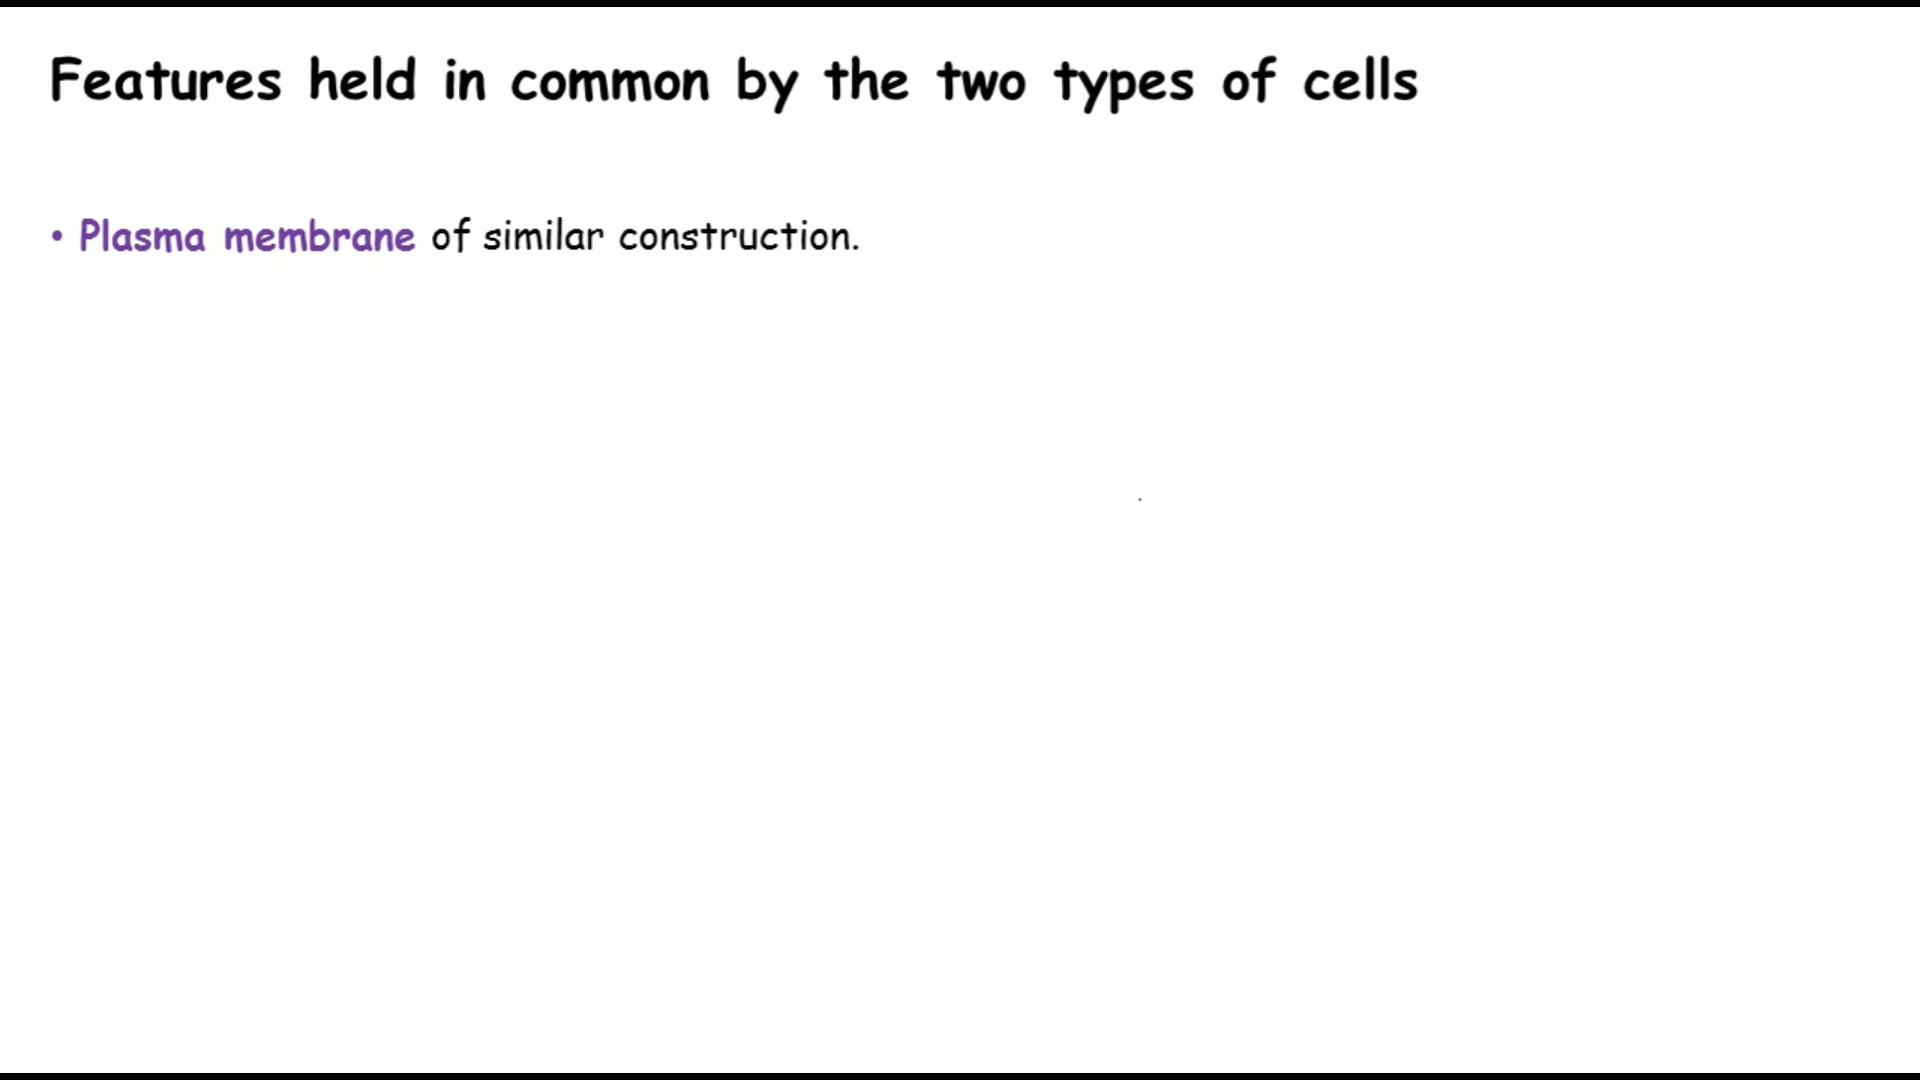 Features held in common by the two types of cells
• Plasma membrane of similar construction.